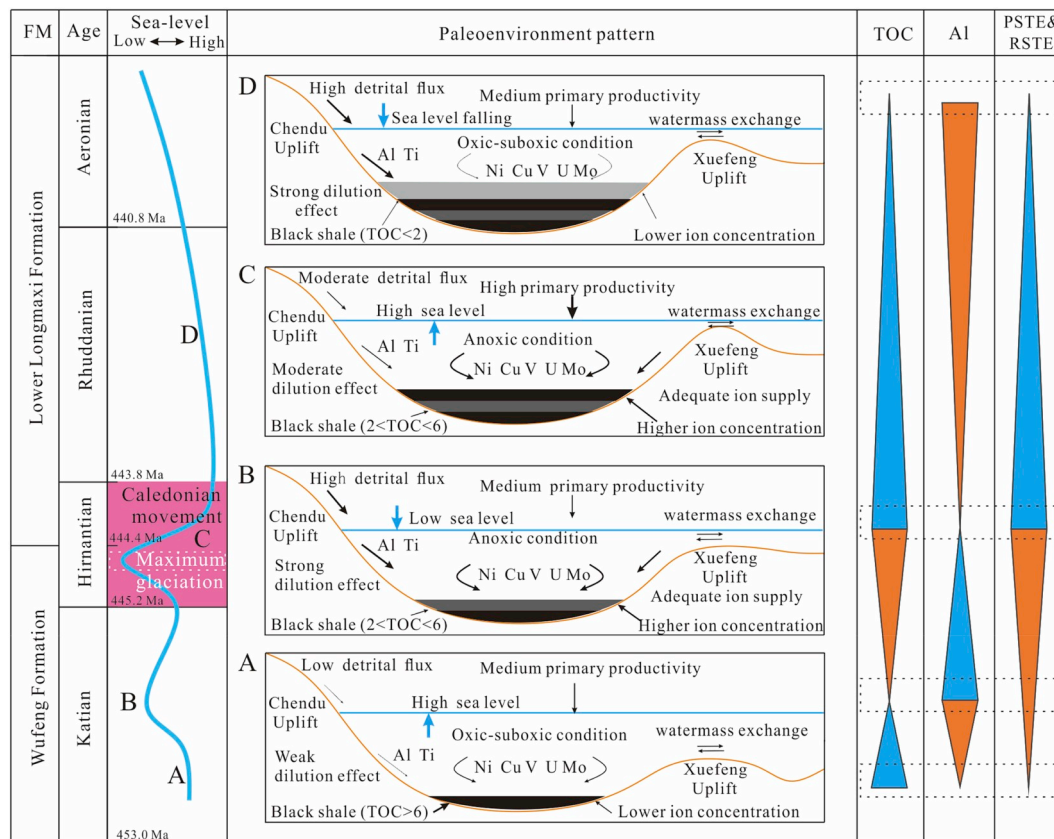 FM
Age
Sea-level
Low
High
Paleoenvironment pattern
TOC
Al
PSTE&
RSTE
Lower Longmaxi Formation
Wufeng Formation
Aeronian
Rhuddanian
Hirnantian
Katian
440.8 Ma
D
443.8 Ma
Caledonian
movement
444.4 Ma
C
Maximum
glaciation
445.2 Ma
B
A
453.0 Ma
D
High detrital flux
Medium primary productivity
Sea level falling
watermass exchange
Chendu
Uplift
Oxic-suboxic condition
Al Ti
Ni Cu V U Mo
Xuefeng
Uplift
Strong dilution
effect
Black shale (TOC<2)
Lower ion concentration
C
Moderate detrital flux
High primary productivity
High sea level
watermass exchange
Chendu
Uplift
Anoxic condition
Al Ti
Ni Cu V U Mo
Xuefeng
Uplift
Moderate
dilution effect
Adequate ion supply
Black shale (2<TOC<6)
Higher ion concentration
B
High detrital flux
Medium primary productivity
Low sea level
watermass exchange
Chendu
Uplift
Anoxic condition
Al Ti
Ni Cu V U Mo
Xuefeng
Uplift
Strong
dilution effect
Adequate ion supply
Black shale (2<TOC<6)
Higher ion concentration
A
Low detrital flux
Medium primary productivity
High sea level
watermass exchange
Chendu
Uplift
Oxic-suboxic condition
Al Ti
Ni Cu V U Mo
Xuefeng
Uplift
Weak
dilution effect
Black shale (TOC>6)
Lower ion concentration